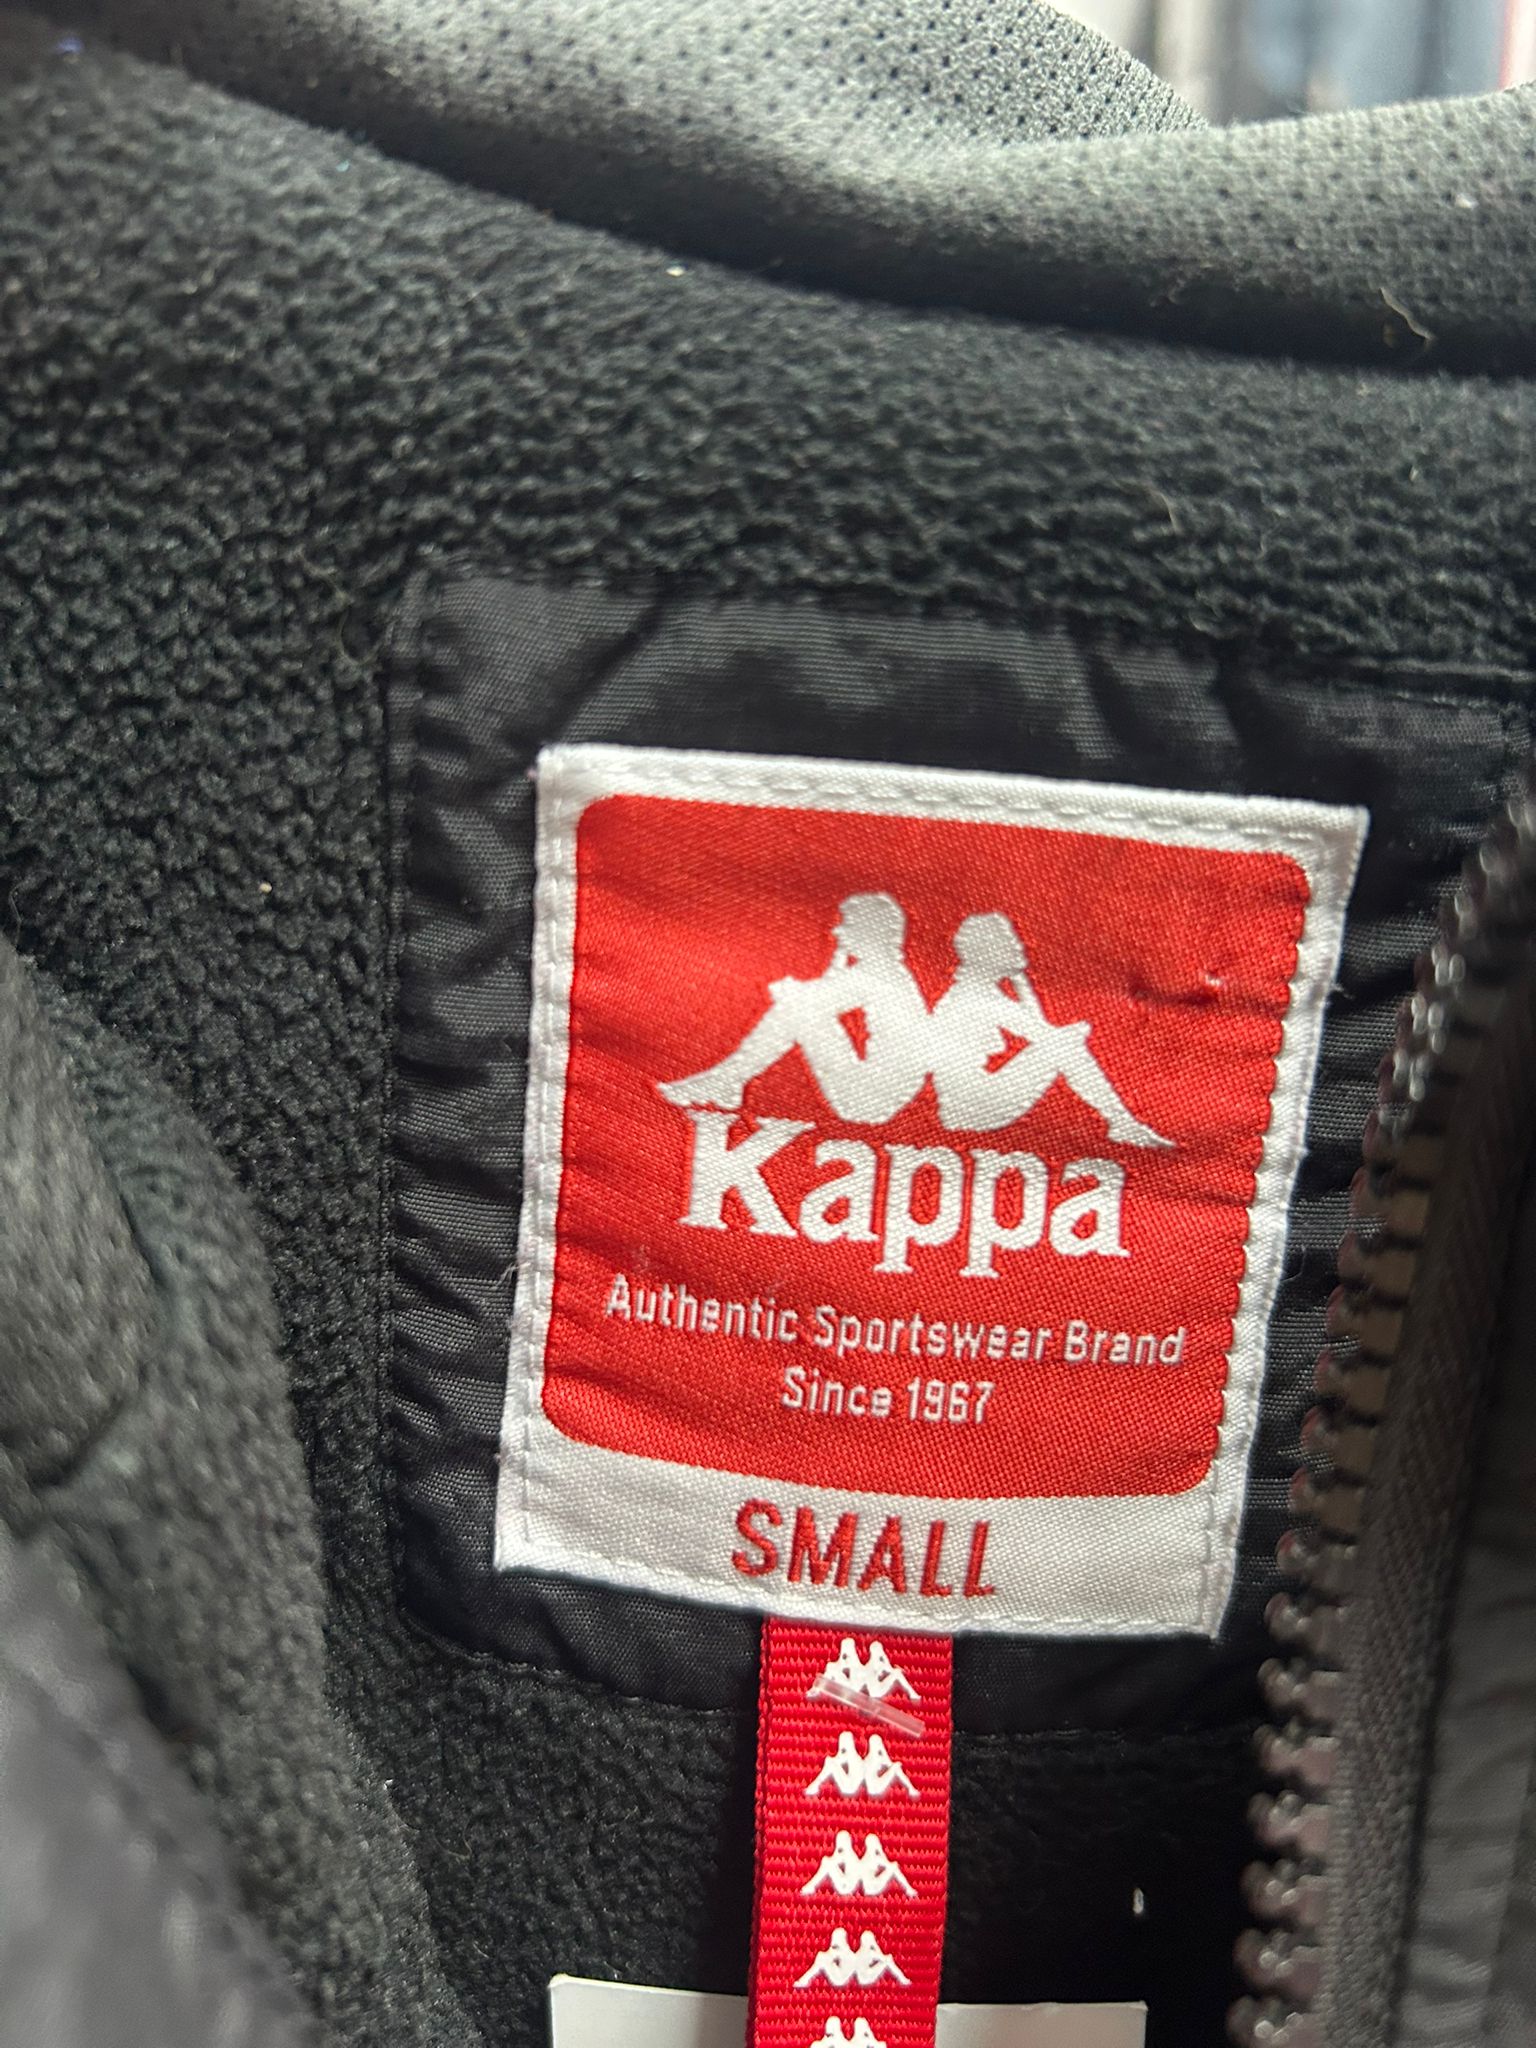 Kappa
Authentic Sportswear Brand
Since 1967
SMALL